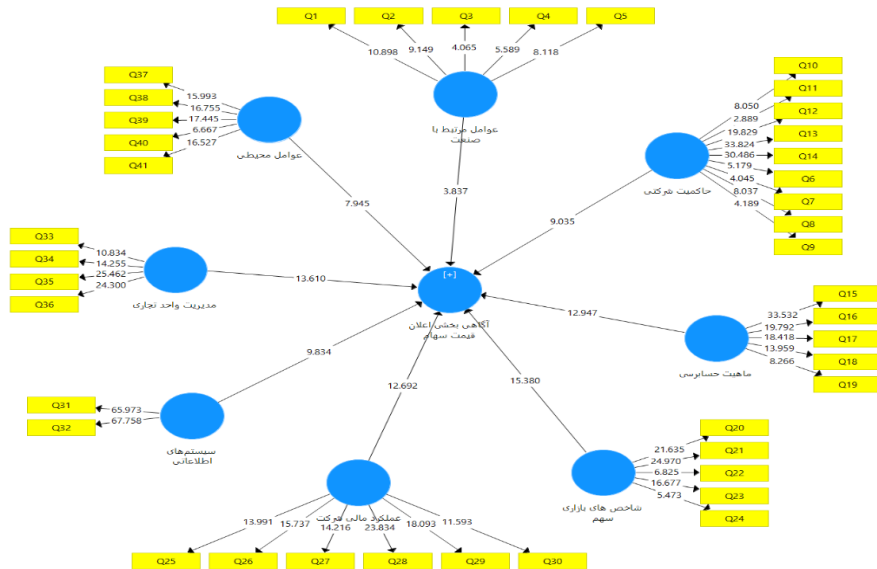 Q1
Q2
Q3
Q4
Q5
10.898
9.149
4.065
5.589
8.118
عوامل مرتبط با
صنعت
3.837
Q37
Q38
Q39
Q40
Q41
15.993
16.755
17.445
6.667
16.527
عوامل محیطی
7.945
Q10
Q11
Q12
Q13
Q14
Q6
Q7
Q8
Q9
8.050
2.889
19.829
33.824
30.486
5.179
4.045
8.037
4.189
حاکمیت شرکتی
9.035
Q33
Q34
Q35
Q36
10.834
14.255
25.462
24.300
مدیریت واحد تجاری
13.610
[+]
آگاهی بخشی اعلان
قیمت سهام
Q15
Q16
Q17
Q18
Q19
33.532
19.792
18.418
13.959
8.266
ماهیت حسابرسی
12.947
Q31
Q32
65.973
67.758
سیستم‌های
اطلاعاتی
9.834
Q20
Q21
Q22
Q23
Q24
21.635
24.970
6.825
16.677
5.473
شاخص های بازاری
سهم
15.380
12.692
عملکرد مالی شرکت
13.991
15.737
14.216
23.834
18.093
11.593
Q25
Q26
Q27
Q28
Q29
Q30